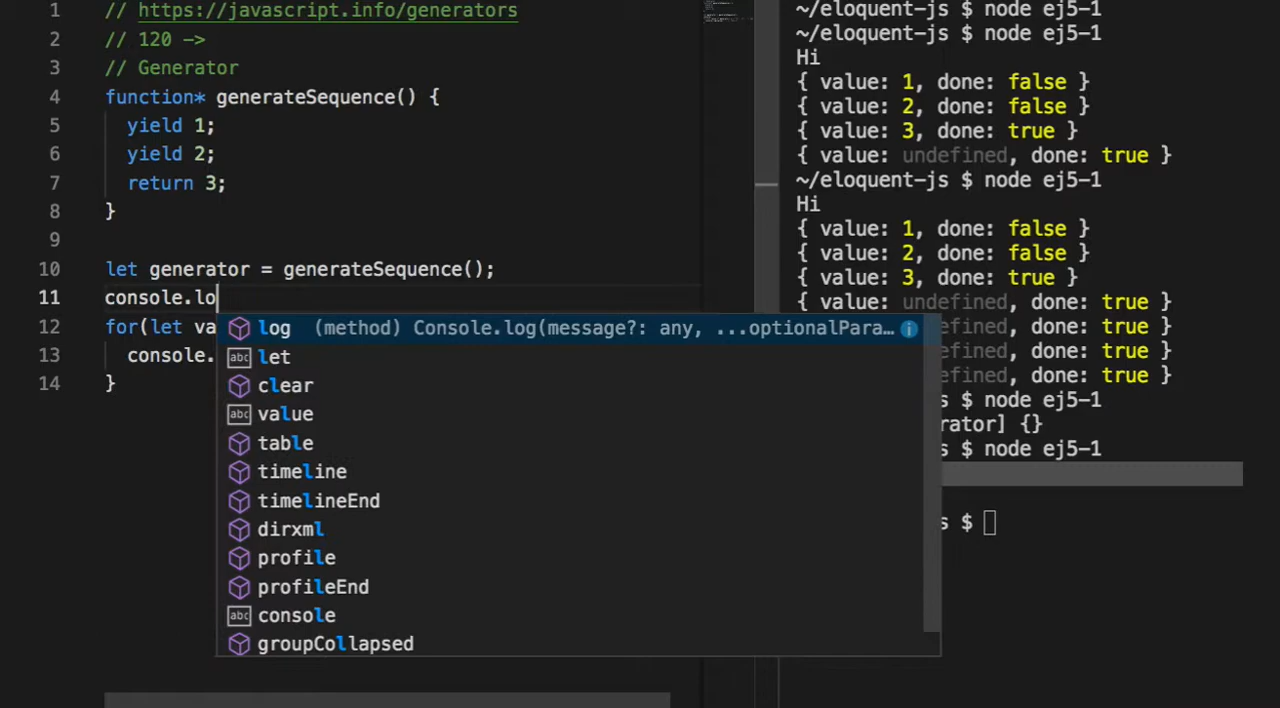 1 // https://javascript.info/generators
2 // 120 ->
3 // Generator
4 function* generateSequence() {
5 yield 1;
6 yield 2;
7 return 3;
8 }
9
10 let generator = generateSequence();
11 console.lo
12 for(let va
13 console.
14 }
log (method) Console.log(message?: any, ...optionalPara…
let
clear
value
table
timeline
timelineEnd
dirxml
profile
profileEnd
console
groupCollapsed
~/eloquent-js $ node ej5-1
~/eloquent-js $ node ej5-1
Hi
{ value: 1, done: false }
{ value: 2, done: false }
{ value: 3, done: true }
{ value: undefined, done: true }
~/eloquent-js $ node ej5-1
Hi
{ value: 1, done: false }
{ value: 2, done: false }
{ value: 3, done: true }
{ value: undefined, done: true }
efined, done: true }
efined, done: true }
efined, done: true }
s $ node ej5-1
rator] {}
s $ node ej5-1
s $